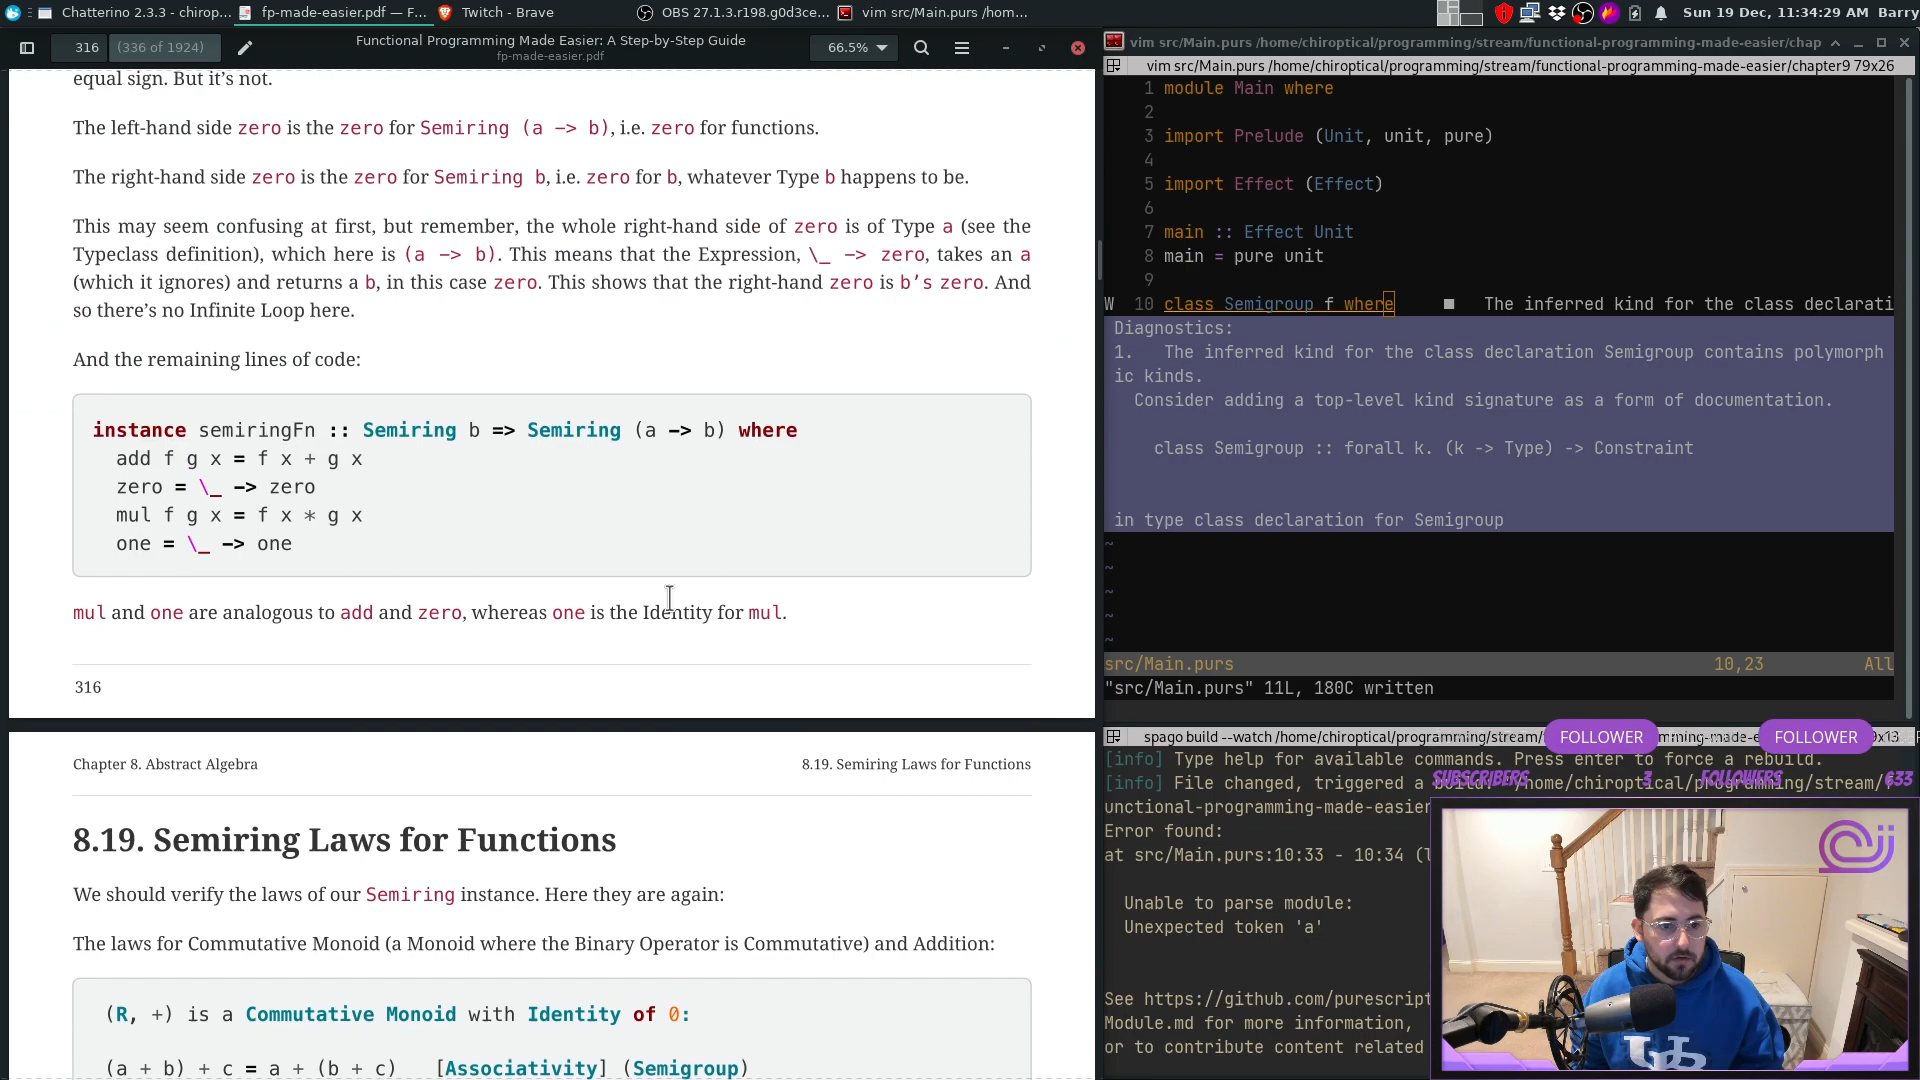 Chatterino 2.3.3 - chirop...
fp-made-easier.pdf — F...
Twitch - Brave
OBS 27.1.3.r198.g0d3ce...
vim src/Main.purs /hom...
Sun 19 Dec, 11:34:29 AM Barry
316
(336 of 1924)
Functional Programming Made Easier: A Step-by-Step Guide
fp-made-easier.pdf
66.5%
equal sign. But it’s not.
The left-hand side zero is the zero for Semiring (a -> b), i.e. zero for functions.
The right-hand side zero is the zero for Semiring b, i.e. zero for b, whatever Type b happens to be.
This may seem confusing at first, but remember, the whole right-hand side of zero is of Type a (see the
Typeclass definition), which here is (a -> b). This means that the Expression, \_ -> zero, takes an a
(which it ignores) and returns a b, in this case zero. This shows that the right-hand zero is b’s zero. And
so there’s no Infinite Loop here.
And the remaining lines of code:
instance semiringFn :: Semiring b => Semiring (a -> b) where
add f g x = f x + g x
zero = \_ -> zero
mul f g x = f x * g x
one = \_ -> one
mul and one are analogous to add and zero, whereas one is the Identity for mul.
316
Chapter 8. Abstract Algebra
8.19. Semiring Laws for Functions
8.19. Semiring Laws for Functions
We should verify the laws of our Semiring instance. Here they are again:
The laws for Commutative Monoid (a Monoid where the Binary Operator is Commutative) and Addition:
(R, +) is a Commutative Monoid with Identity of 0:
(a + b) + c = a + (b + c) [Associativity] (Semigroup)
vim src/Main.purs /home/chiroptical/programming/stream/functional-programming-made-easier/chap
vim src/Main.purs /home/chiroptical/programming/stream/functional-programming-made-easier/chapter9 79x26
1 module Main where
2
3 import Prelude (Unit, unit, pure)
4
5 import Effect (Effect)
6
7 main :: Effect Unit
8 main = pure unit
9
W 10 class Semigroup f where ■ The inferred kind for the class declarati
Diagnostics:
1. The inferred kind for the class declaration Semigroup contains polymorph
ic kinds.
Consider adding a top-level kind signature as a form of documentation.
class Semigroup :: forall k. (k -> Type) -> Constraint
in type class declaration for Semigroup
~
~
~
~
~
src/Main.purs 10,23 All
"src/Main.purs" 11L, 180C written
spago build --watch /home/chiroptical/programming/stream/
FOLLOWER
FOLLOWER
[info] Type help for available commands. Press enter to force a rebuild.
[info] File changed, triggered a build: "/home/chiroptical/programming/stream/f
unctional-programming-made-easier
SUBSCRIBERS 3 FOLLOWERS 633
Error found:
at src/Main.purs:10:33 - 10:34 (l
Unable to parse module:
Unexpected token 'a'
See https://github.com/purescript
Module.md for more information,
or to contribute content related